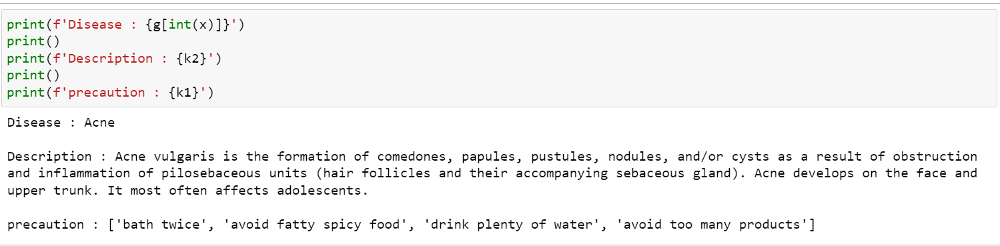 print(f'Disease : {g[int(x)]}')
print()
print(f'Description : {k2}')
print()
print(f'precaution : {k1}')
Disease : Acne
Description : Acne vulgaris is the formation of comedones, papules, pustules, nodules, and/or cysts as a result of obstruction
and inflammation of pilosebaceous units (hair follicles and their accompanying sebaceous gland). Acne develops on the face and
upper trunk. It most often affects adolescents.
precaution : ['bath twice', 'avoid fatty spicy food', 'drink plenty of water', 'avoid too many products']